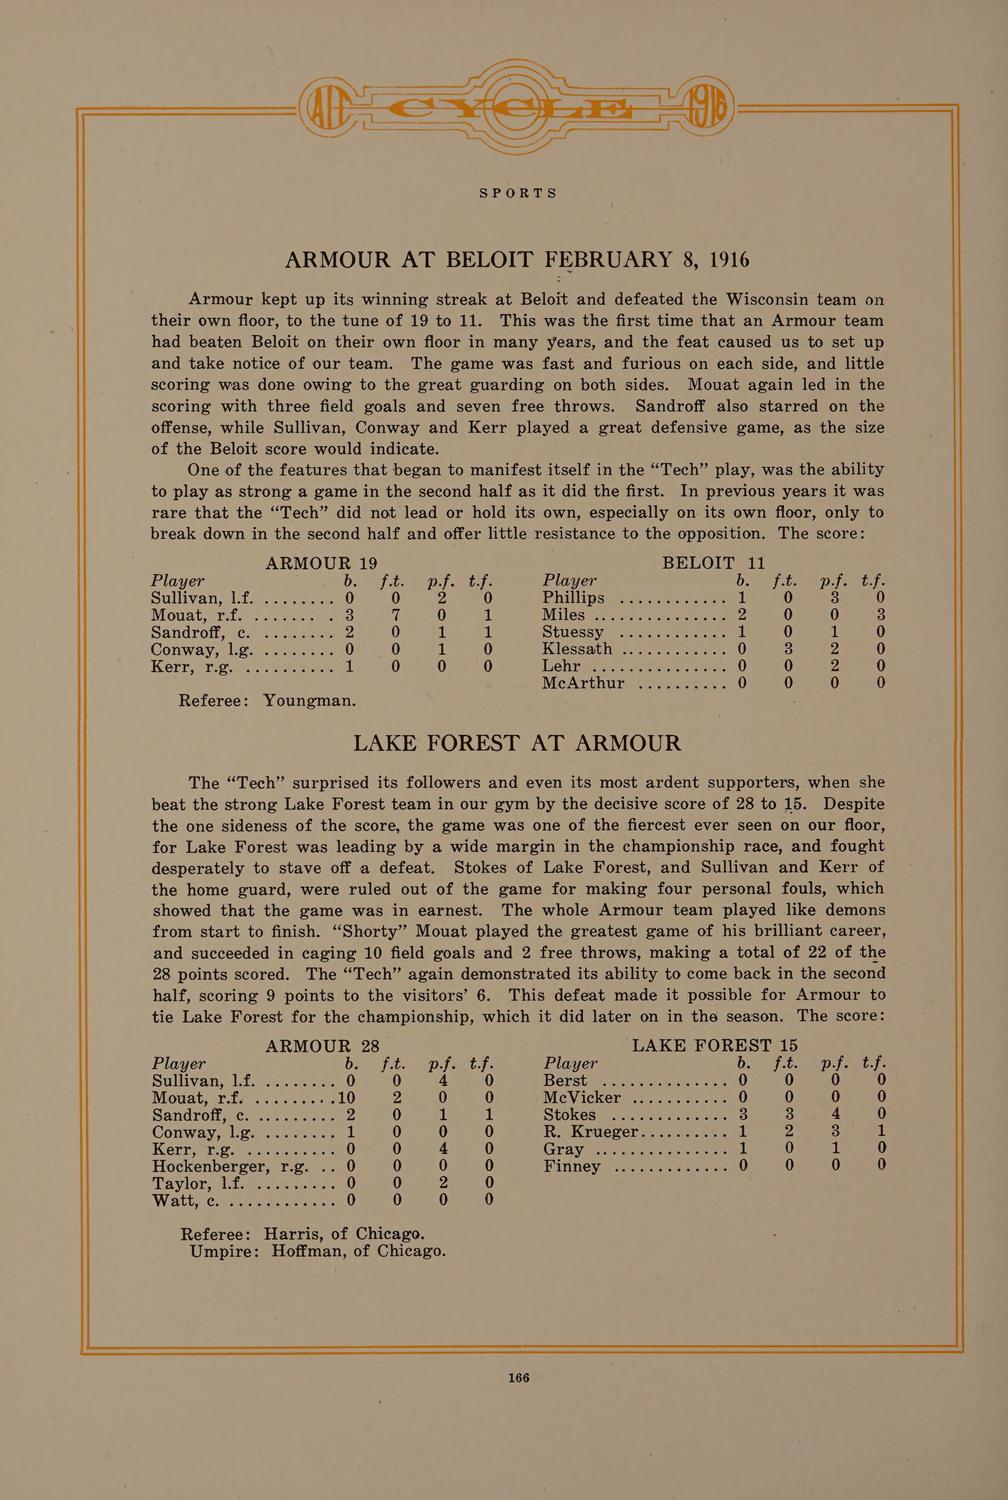 AIT CYCLE 1916
SPORTS
ARMOUR AT BELOIT FEBRUARY 8, 1916
Armour kept up its winning streak at Beloit and defeated the Wisconsin team on
their own floor, to the tune of 19 to 11. This was the first time that an Armour team
had beaten Beloit on their own floor in many years, and the feat caused us to set up
and take notice of our team. The game was fast and furious on each side, and little
scoring was done owing to the great guarding on both sides. Mouat again led in the
scoring with three field goals and seven free throws. Sandroff also starred on the
offense, while Sullivan, Conway and Kerr played a great defensive game, as the size
of the Beloit score would indicate.
One of the features that began to manifest itself in the “Tech” play, was the ability
to play as strong a game in the second half as it did the first. In previous years it was
rare that the “Tech” did not lead or hold its own, especially on its own floor, only to
break down in the second half and offer little resistance to the opposition. The score:
ARMOUR 19
Player b. f.t. p.f. t.f.
Sullivan, l.f. ........ 0 0 2 0
Mouat, r.f. ....... . 3 7 0 1
Sandroff, c. ........ 2 0 1 1
Conway, l.g. ........ 0 0 1 0
Kerr, r.g. .......... 1 0 0 0
Referee: Youngman.
BELOIT 11
Player b. f.t. p.f. t.f.
Phillips ............ 1 0 3 0
Miles ............... 2 0 0 3
Stuessy ............ 1 0 1 0
Klessath ............ 0 3 2 0
Lehr ............... 0 0 2 0
McArthur .......... 0 0 0 0
LAKE FOREST AT ARMOUR
The “Tech” surprised its followers and even its most ardent supporters, when she
beat the strong Lake Forest team in our gym by the decisive score of 28 to 15. Despite
the one sideness of the score, the game was one of the fiercest ever seen on our floor,
for Lake Forest was leading by a wide margin in the championship race, and fought
desperately to stave off a defeat. Stokes of Lake Forest, and Sullivan and Kerr of
the home guard, were ruled out of the game for making four personal fouls, which
showed that the game was in earnest. The whole Armour team played like demons
from start to finish. “Shorty” Mouat played the greatest game of his brilliant career,
and succeeded in caging 10 field goals and 2 free throws, making a total of 22 of the
28 points scored. The “Tech” again demonstrated its ability to come back in the second
half, scoring 9 points to the visitors’ 6. This defeat made it possible for Armour to
tie Lake Forest for the championship, which it did later on in the season. The score:
ARMOUR 28
Player b. f.t. p.f. t.f.
Sullivan, l.f. ........ 0 0 4 0
Mouat, r.f. .........10 2 0 0
Sandroff, c. ......... 2 0 1 1
Conway, l.g. ........ 1 0 0 0
Kerr, r.g. .......... 0 0 4 0
Hockenberger, r.g. .. 0 0 0 0
Taylor, l.f. ......... 0 0 2 0
Watt, c. ............ 0 0 0 0
LAKE FOREST 15
Player b. f.t. p.f. t.f.
Berst .............. 0 0 0 0
McVicker ........... 0 0 0 0
Stokes ............. 3 3 4 0
R. Krueger.......... 1 2 3 1
Gray ............... 1 0 1 0
Finney ............. 0 0 0 0
Referee: Harris, of Chicago.
Umpire: Hoffman, of Chicago.
166